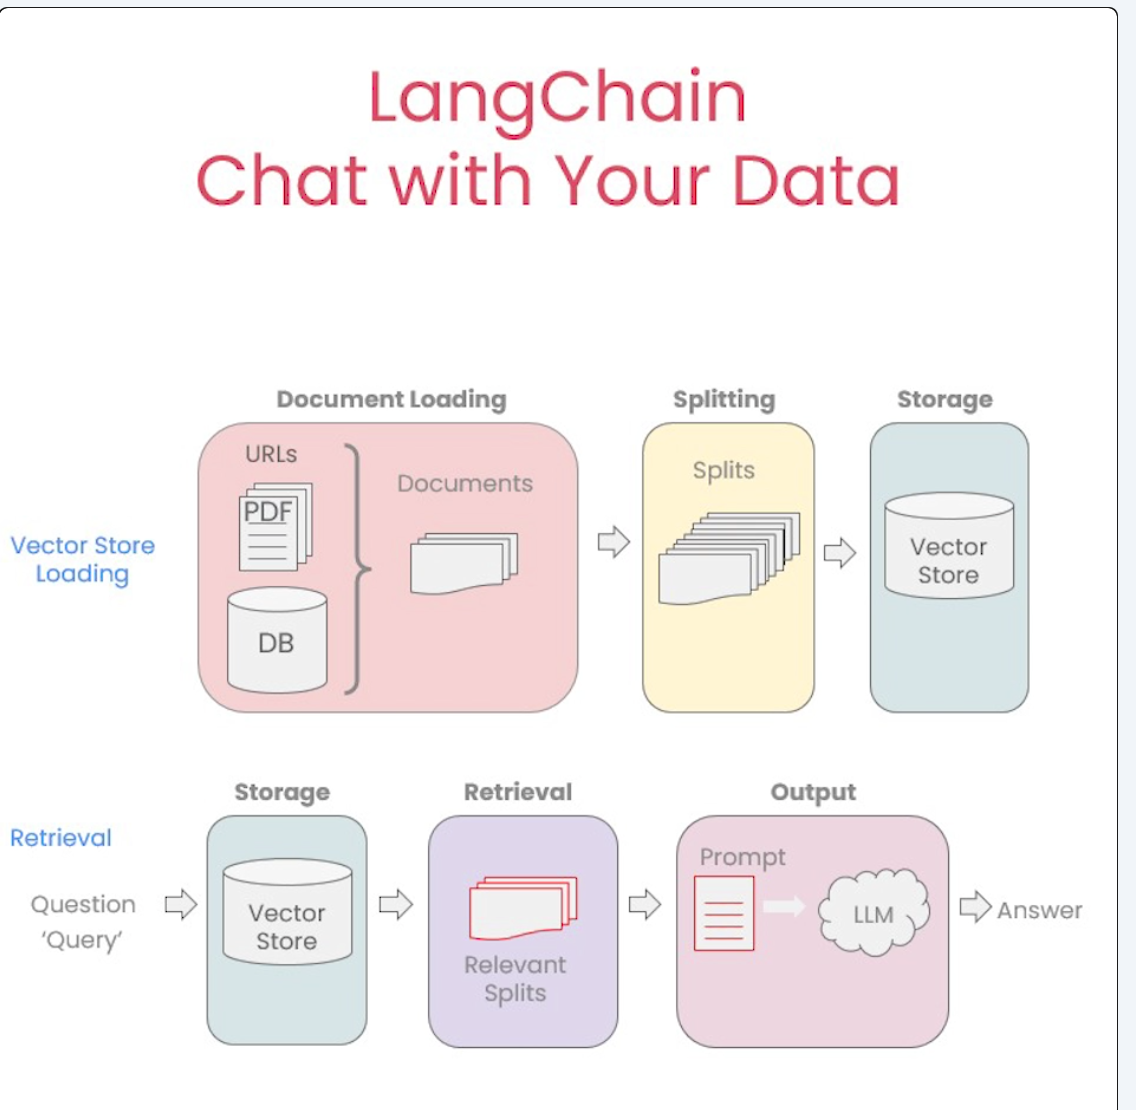 LangChain
Chat with Your Data
Document Loading
Splitting
Storage
URLs
PDF
DB
Documents
Splits
Vector
Store
Vector Store
Loading
Storage
Retrieval
Output
Retrieval
Question
‘Query’
Vector
Store
Relevant
Splits
Prompt
LLM
Answer